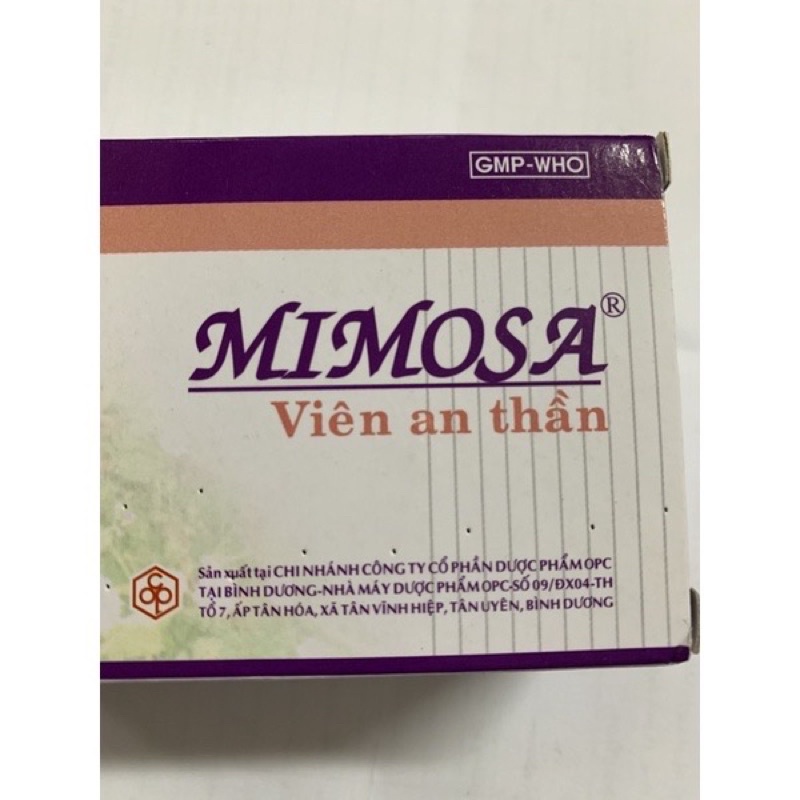 GMP-WHO
MIMOSA®
Viên an thần
Sản xuất tại CHI NHÁNH CÔNG TY CỔ PHẦN DƯỢC PHẨM OPC
TẠI BÌNH DƯƠNG-NHÀ MÁY DƯỢC PHẨM OPC-SỐ 09/ĐX04-TH
TỔ 7, ẤP TÂN HÓA, XÃ TÂN VĨNH HIỆP, TÂN UYÊN, BÌNH DƯƠNG
OPC